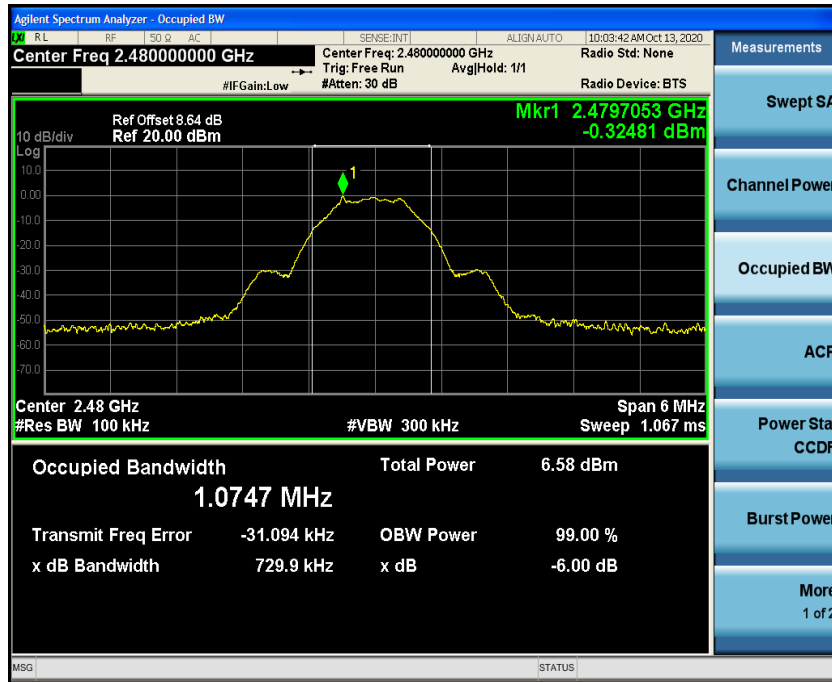 Agilent Spectrum Analyzer - Occupied BW
LXI RL RF 50 Ω AC SENSE:INT ALIGN AUTO 10:03:42 AM Oct 13, 2020
Center Freq 2.480000000 GHz
Center Freq: 2.480000000 GHz Radio Std: None
Trig: Free Run Avg|Hold: 1/1
#IFGain:Low #Atten: 30 dB Radio Device: BTS
Mkr1 2.4797053 GHz
-0.32481 dBm
Ref Offset 8.64 dB
10 dB/div Ref 20.00 dBm
Log
10.0
0.00
-10.0
-20.0
-30.0
-40.0
-50.0
-60.0
-70.0
1
Center 2.48 GHz Span 6 MHz
#Res BW 100 kHz #VBW 300 kHz Sweep 1.067 ms
Occupied Bandwidth Total Power 6.58 dBm
1.0747 MHz
Transmit Freq Error -31.094 kHz OBW Power 99.00 %
x dB Bandwidth 729.9 kHz x dB -6.00 dB
MSG STATUS
Measurements
Swept SA
Channel Power
Occupied BW
ACP
Power Sta
CCDF
Burst Power
More
1 of 2